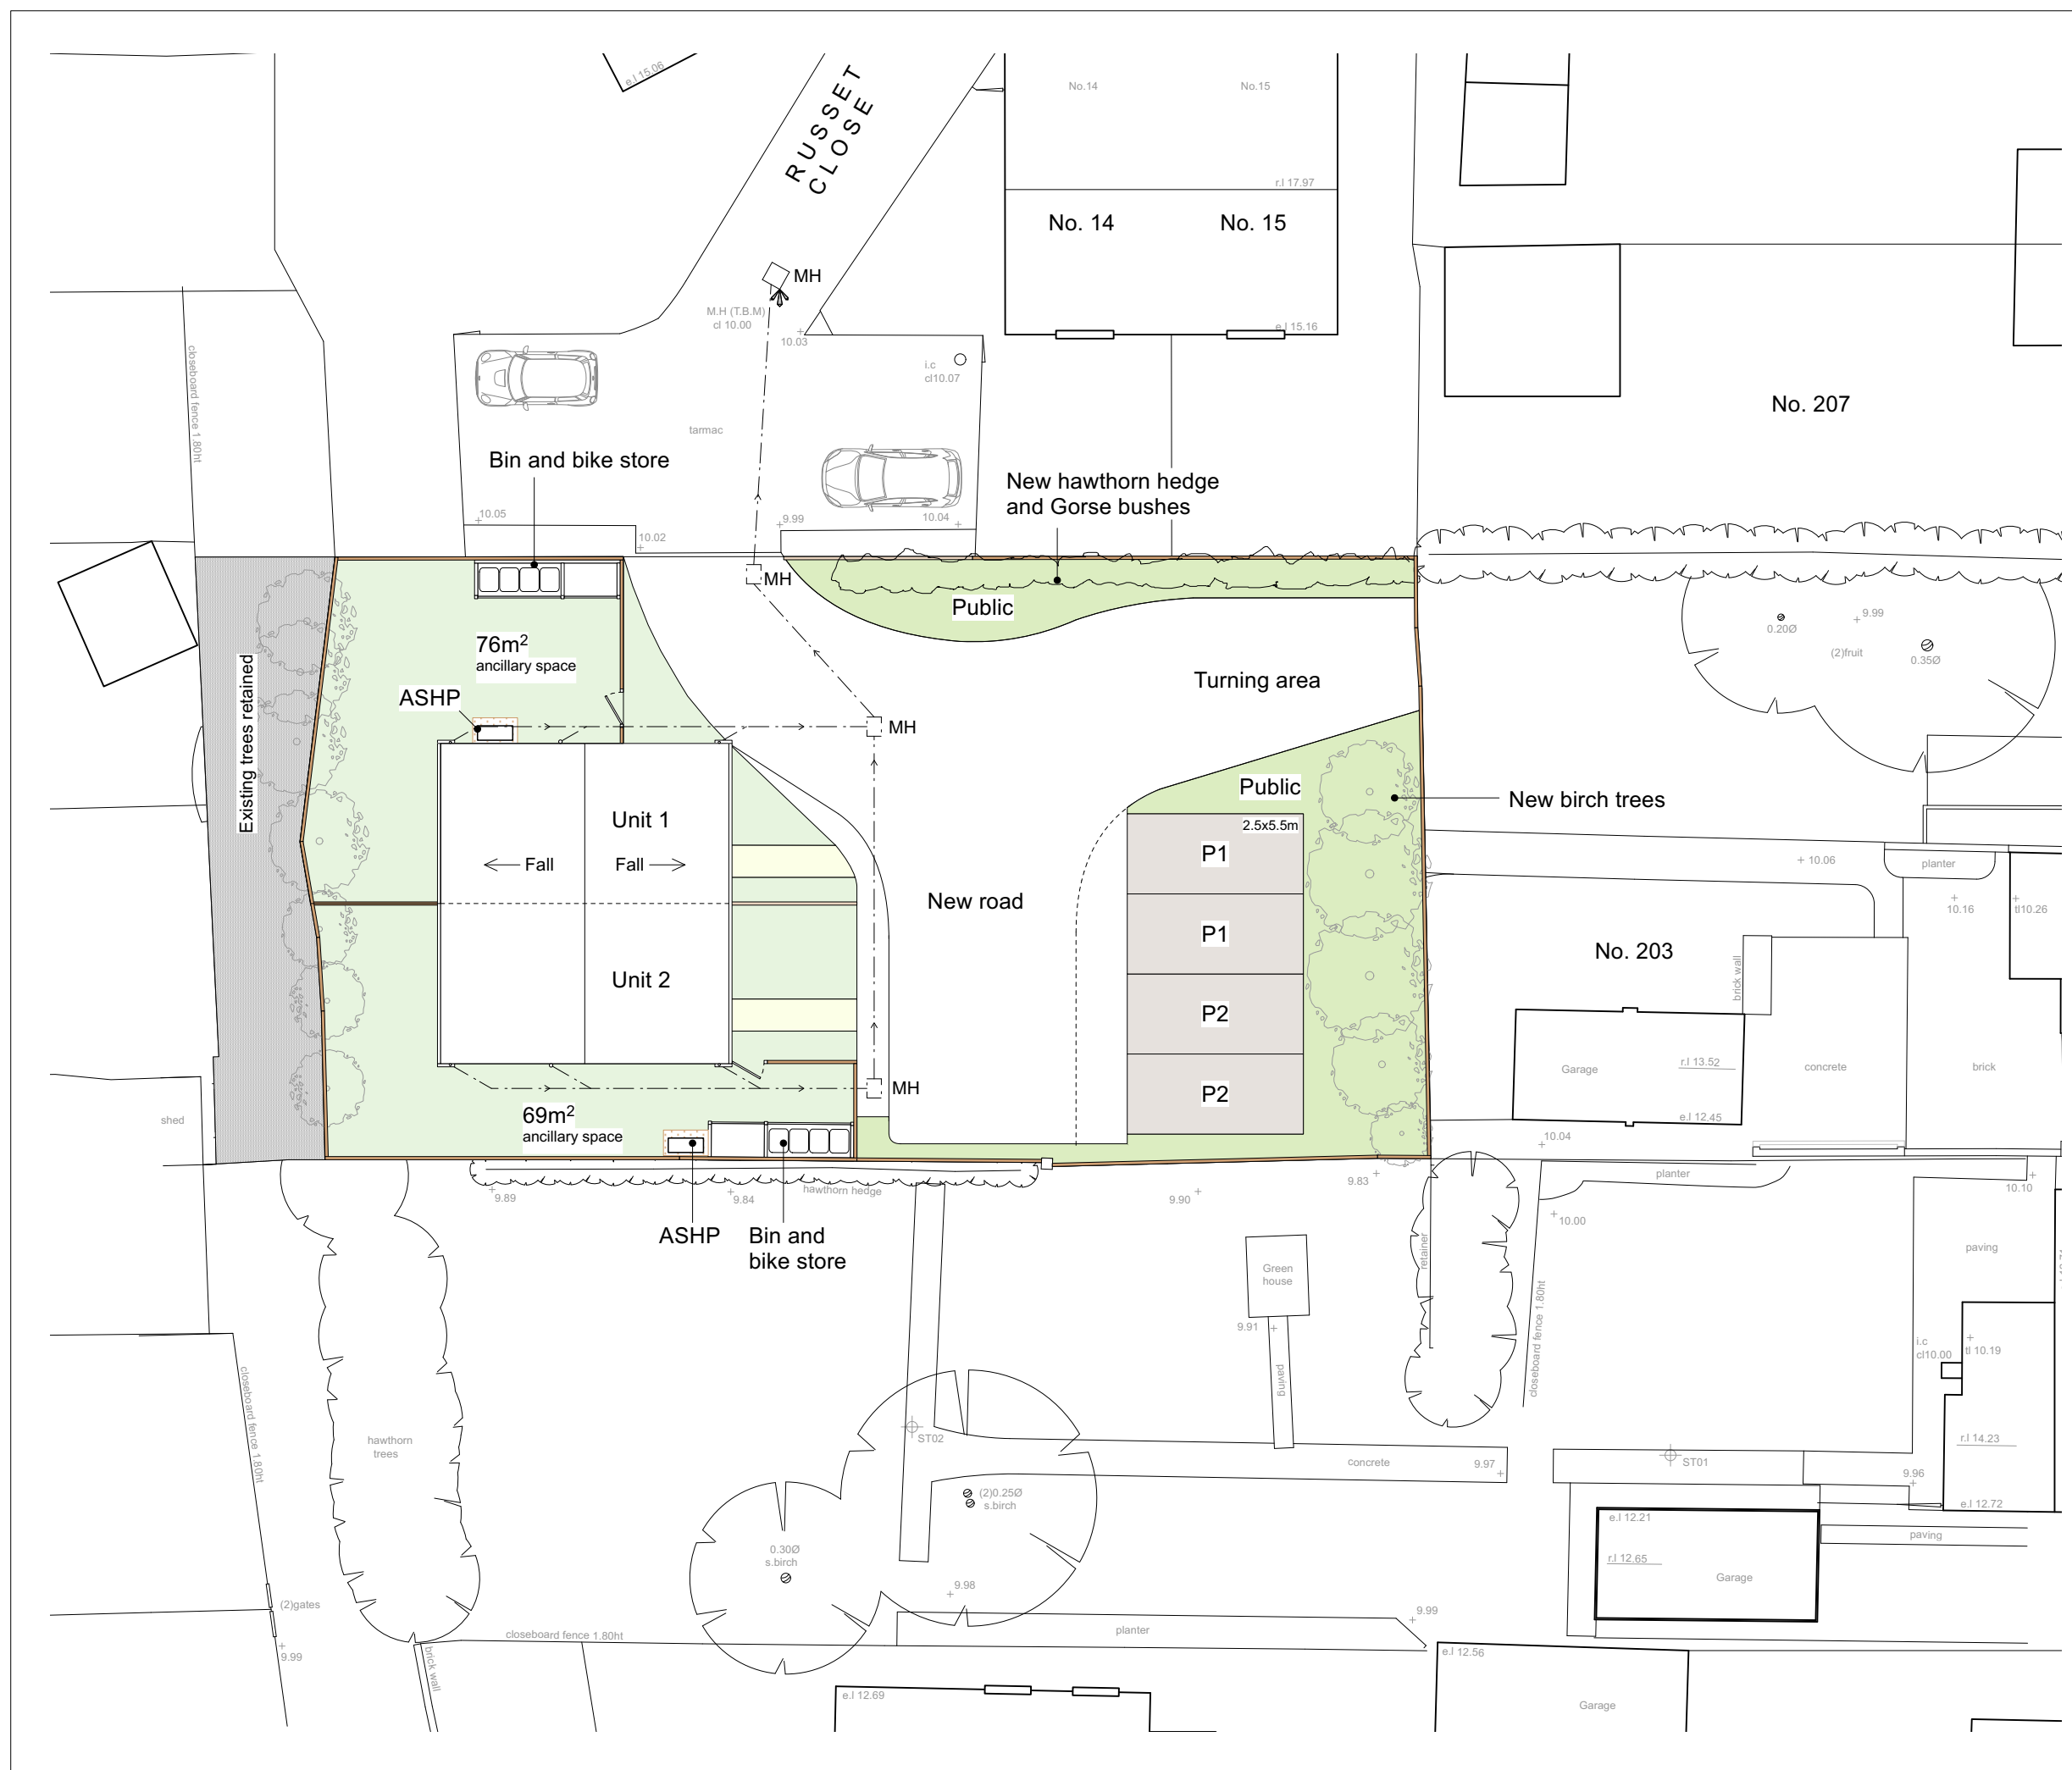 e.l 15.06
RUSSET
CLOSE
No.14
No.15
r.l 17.97
No. 14
No. 15
MH
M.H (T.B.M)
cl 10.00
10.03
e.l 15.16
i.c
cl10.07
closeboard fence 1.80ht
No. 207
tarmac
Bin and bike store
New hawthorn hedge
and Gorse bushes
10.05
10.02
9.99
10.04
MH
Public
76m²
ancillary space
0.20Ø
9.99
(2)fruit
0.35Ø
Existing trees retained
ASHP
Turning area
MH
Public
New birch trees
2.5x5.5m
Unit 1
Fall
Fall
P1
10.06
planter
New road
P1
10.16
tl10.26
No. 203
brick wall
Unit 2
P2
Garage
r.l 13.52
concrete
brick
MH
P2
69m²
ancillary space
shed
e.l 12.45
10.04
9.89
9.84
hawthorn hedge
9.90
9.83
planter
10.10
10.00
ASHP
Bin and
bike store
retainer
paving
Green
house
9.91
paving
closeboard fence 1.80ht
i.c
cl10.00
tl 10.19
closeboard fence 1.80ht
hawthorn
trees
ST02
concrete
9.97
ST01
r.l 14.23
9.96
(2)0.25Ø
s.birch
e.l 12.72
e.l 12.21
paving
0.30Ø
s.birch
r.l 12.65
Garage
9.98
(2)gates
9.99
closeboard fence 1.80ht
planter
9.99
brick wall
e.l 12.56
e.l 12.69
Garage